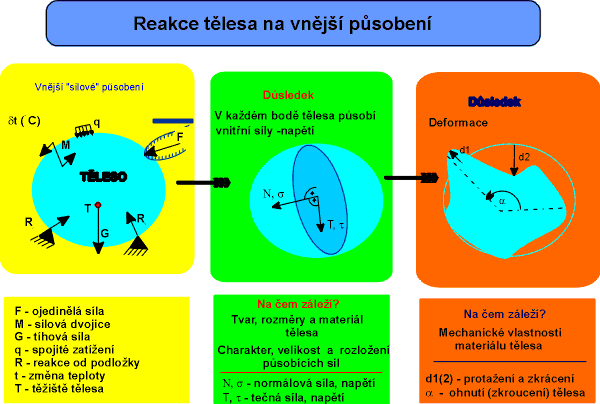 Reakce tělesa na vnější působení
Vnější "silové" působení
δt ( C)
q
M
F
TĚLESO
T
R
R
G
Důsledek
V každém bodě tělesa působí
vnitřní síly -napětí
N, σ
T, τ
Důsledek
Deformace
d1
d2
α
F - ojedinělá síla
M - silová dvojice
G - tíhová síla
q - spojité zatížení
R - reakce od podložky
t - změna teploty
T - těžiště tělesa
Na čem záleží?
Tvar, rozměry a materiál
tělesa
Charakter, velikost a rozložení
působících sil
N, σ - normálová síla, napětí
T, τ - tečná síla, napětí
Na čem záleží?
Mechanické vlastnosti
materiálu tělesa
d1(2) - protažení a zkrácení
α - ohnutí (zkroucení) tělesa